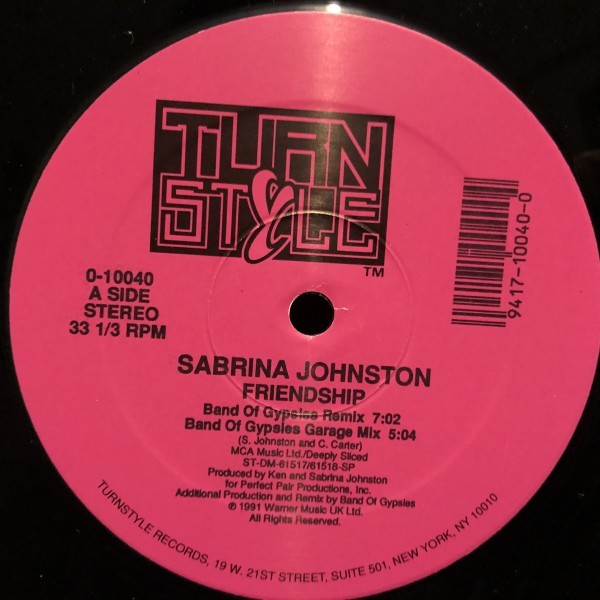 TURN
STYLE
TM
0-10040
A SIDE
STEREO
33 1/3 RPM
9417-10040-0
SABRINA JOHNSTON
FRIENDSHIP
Band Of Gypsies Remix 7:02
Band Of Gypsies Garage Mix 5:04
(S. Johnston and C. Carter)
MCA Music Ltd./Deeply Sliced
ST-DM-61517/61518-SP
Produced by Ken and Sabrina Johnston
for Perfect Pair Productions, Inc.
Additional Production and Remix by Band Of Gypsies
℗ 1991 Warner Music UK Ltd.
All Rights Reserved.
TURNSTYLE RECORDS, 19 W. 21ST STREET, SUITE 501, NEW YORK, NY 10010